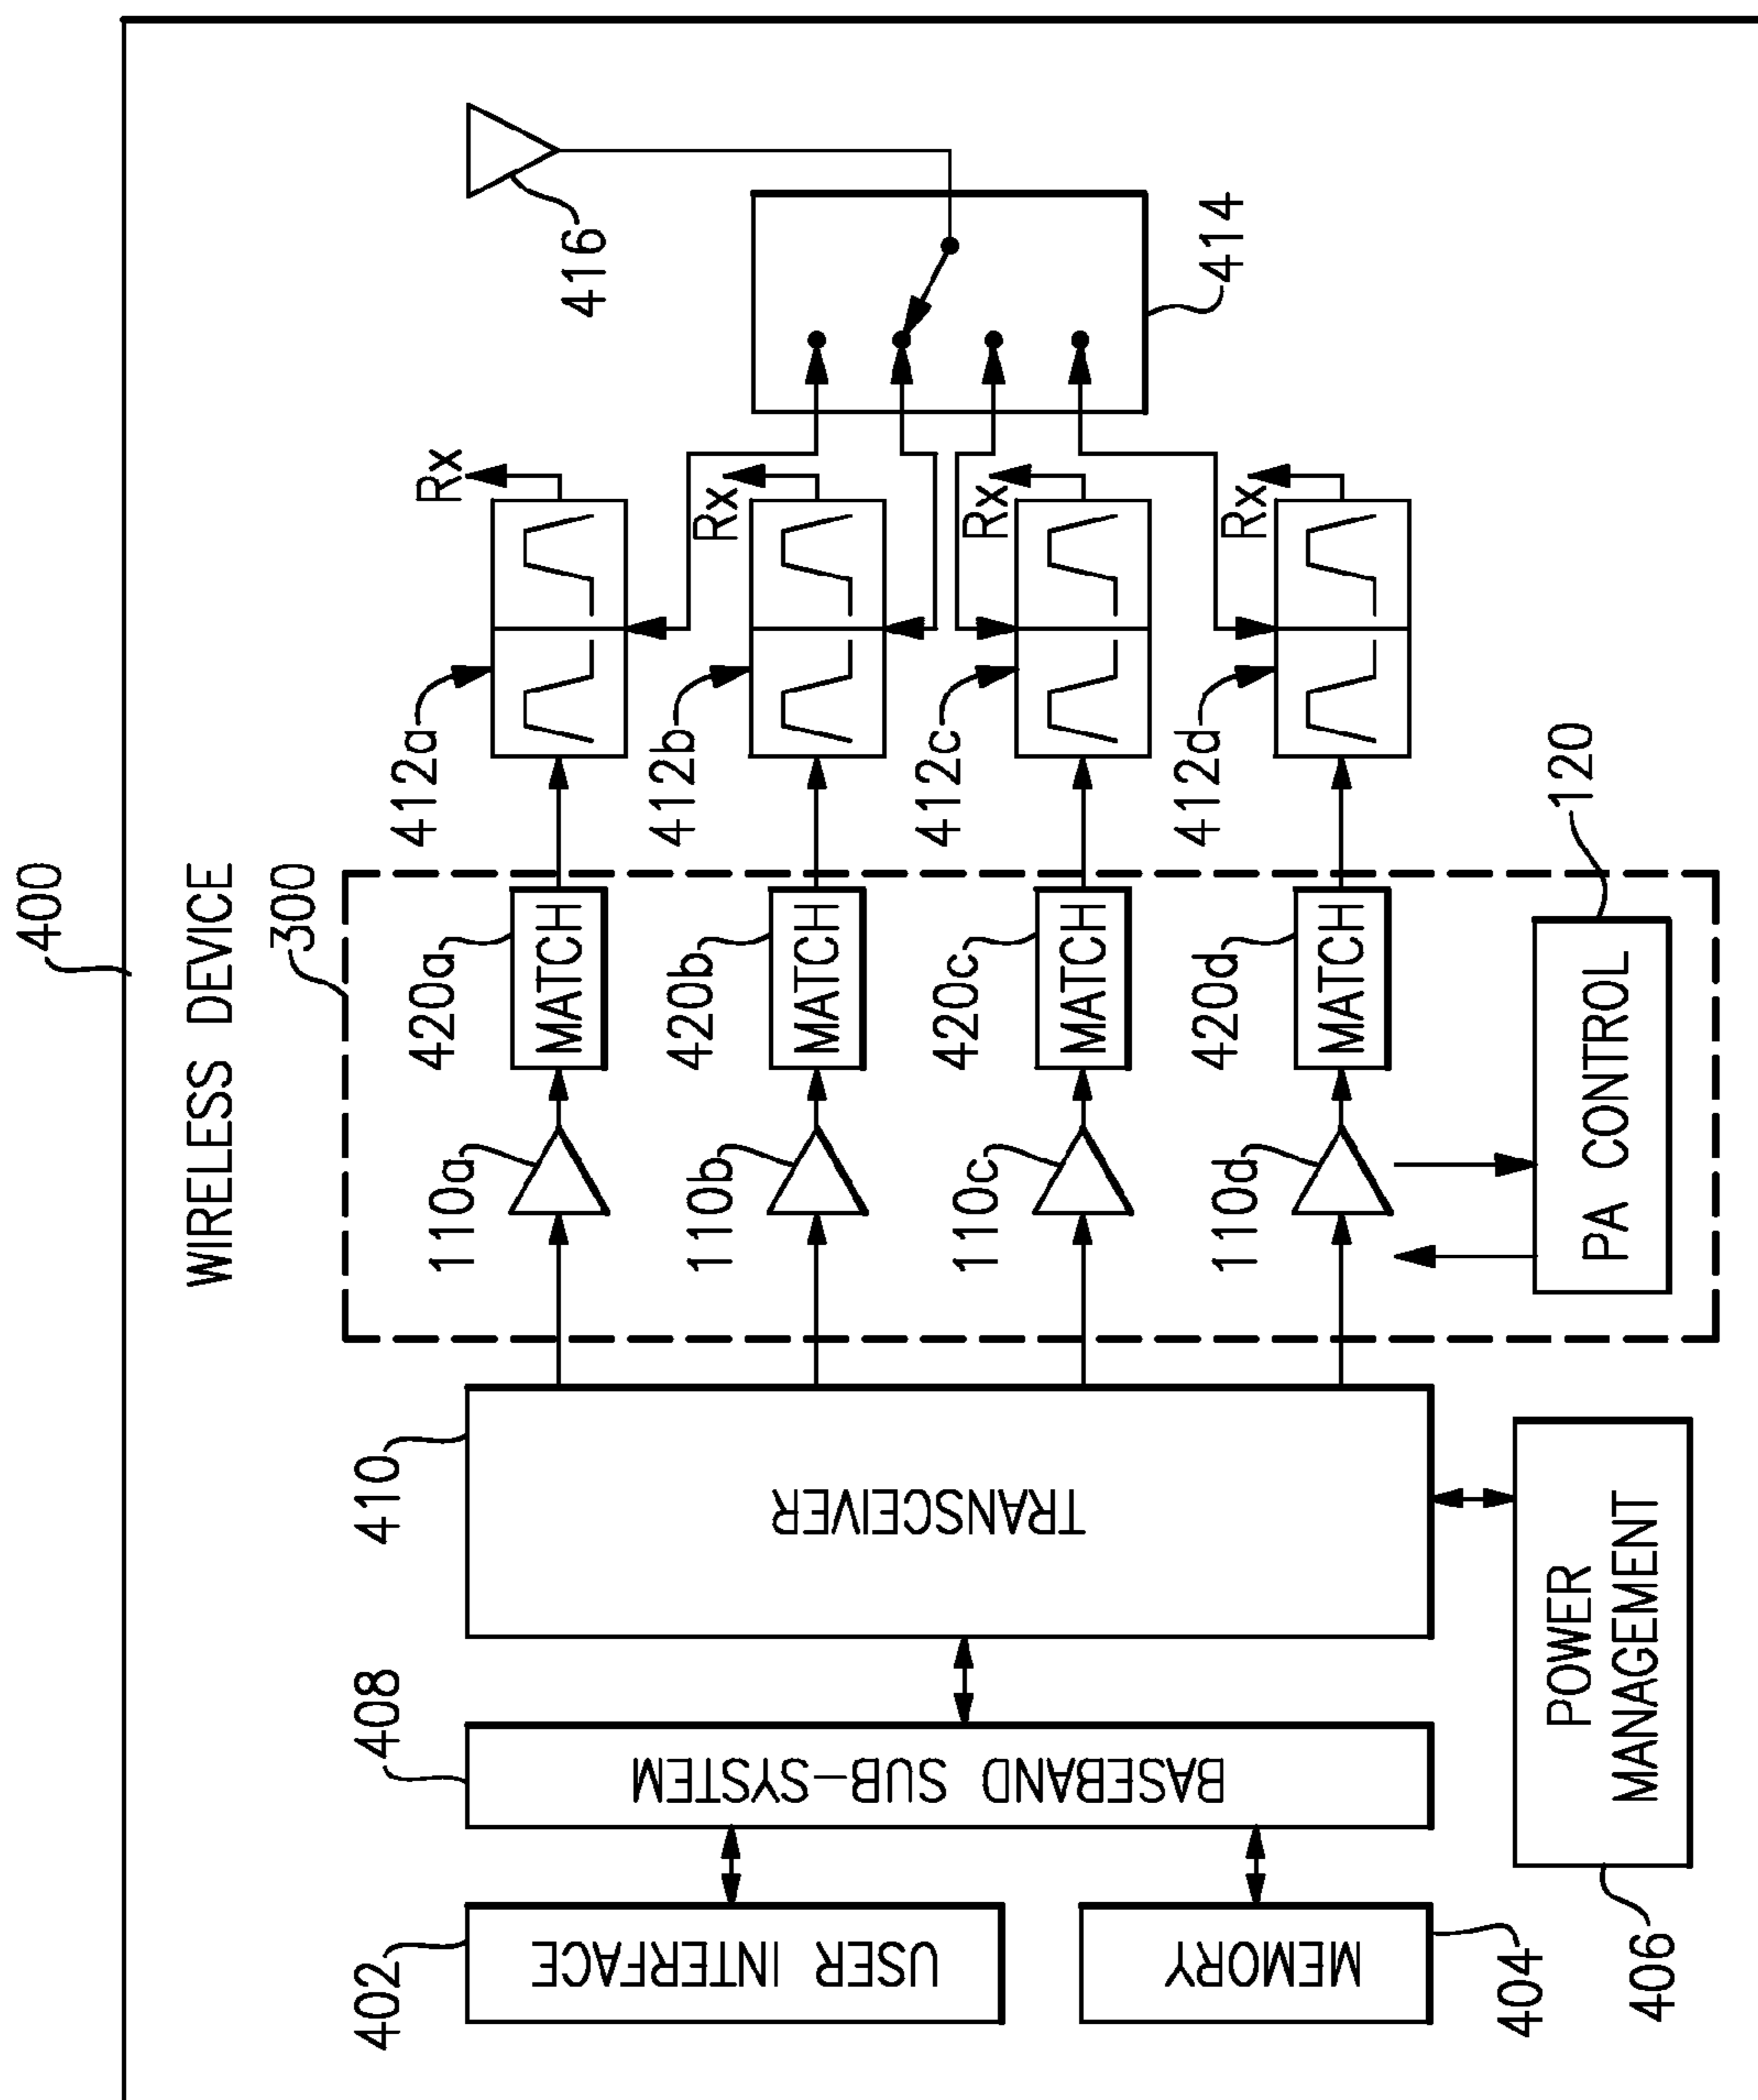 400
WIRELESS DEVICE
300
402
USER INTERFACE
404
MEMORY
408
BASEBAND SUB-SYSTEM
410
TRANSCEIVER
406
POWER
MANAGEMENT
110a
420a
MATCH
412a
Rx
110b
420b
MATCH
412b
Rx
110c
420c
MATCH
412c
Rx
110d
420d
MATCH
412d
Rx
PA CONTROL
120
414
416